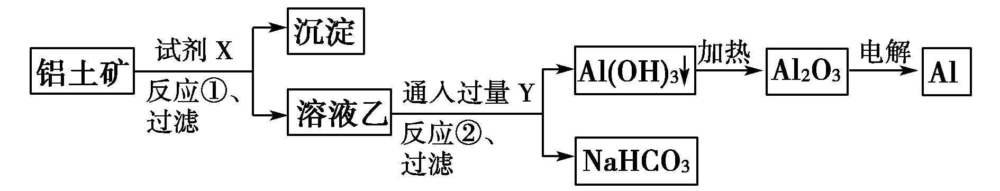 铝土矿
试剂 X
反应①、
过滤
沉淀
溶液乙
通入过量 Y
反应②、
过滤
Al(OH)₃↓
加热
Al₂O₃
电解
Al
NaHCO₃